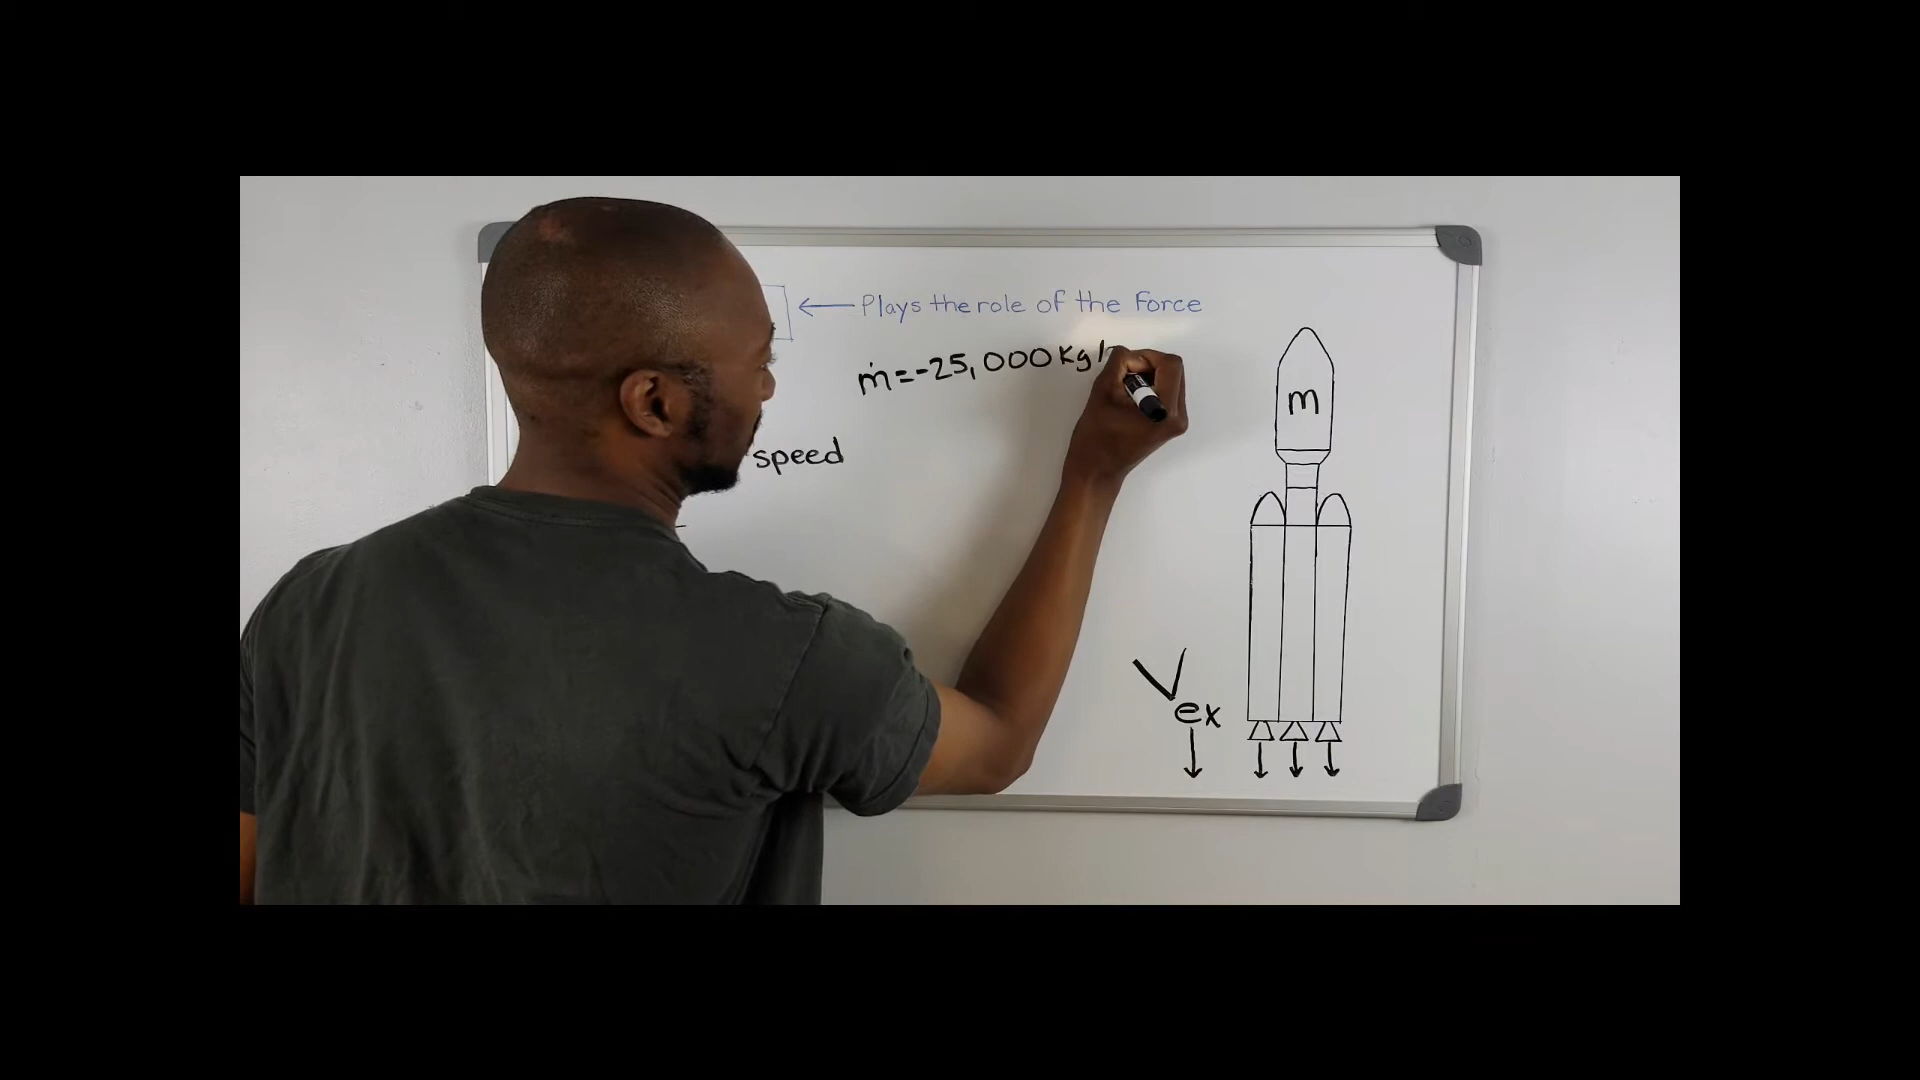 Plays the role of the Force
ṁ=-25,000 Kg/
m
speed
Vex